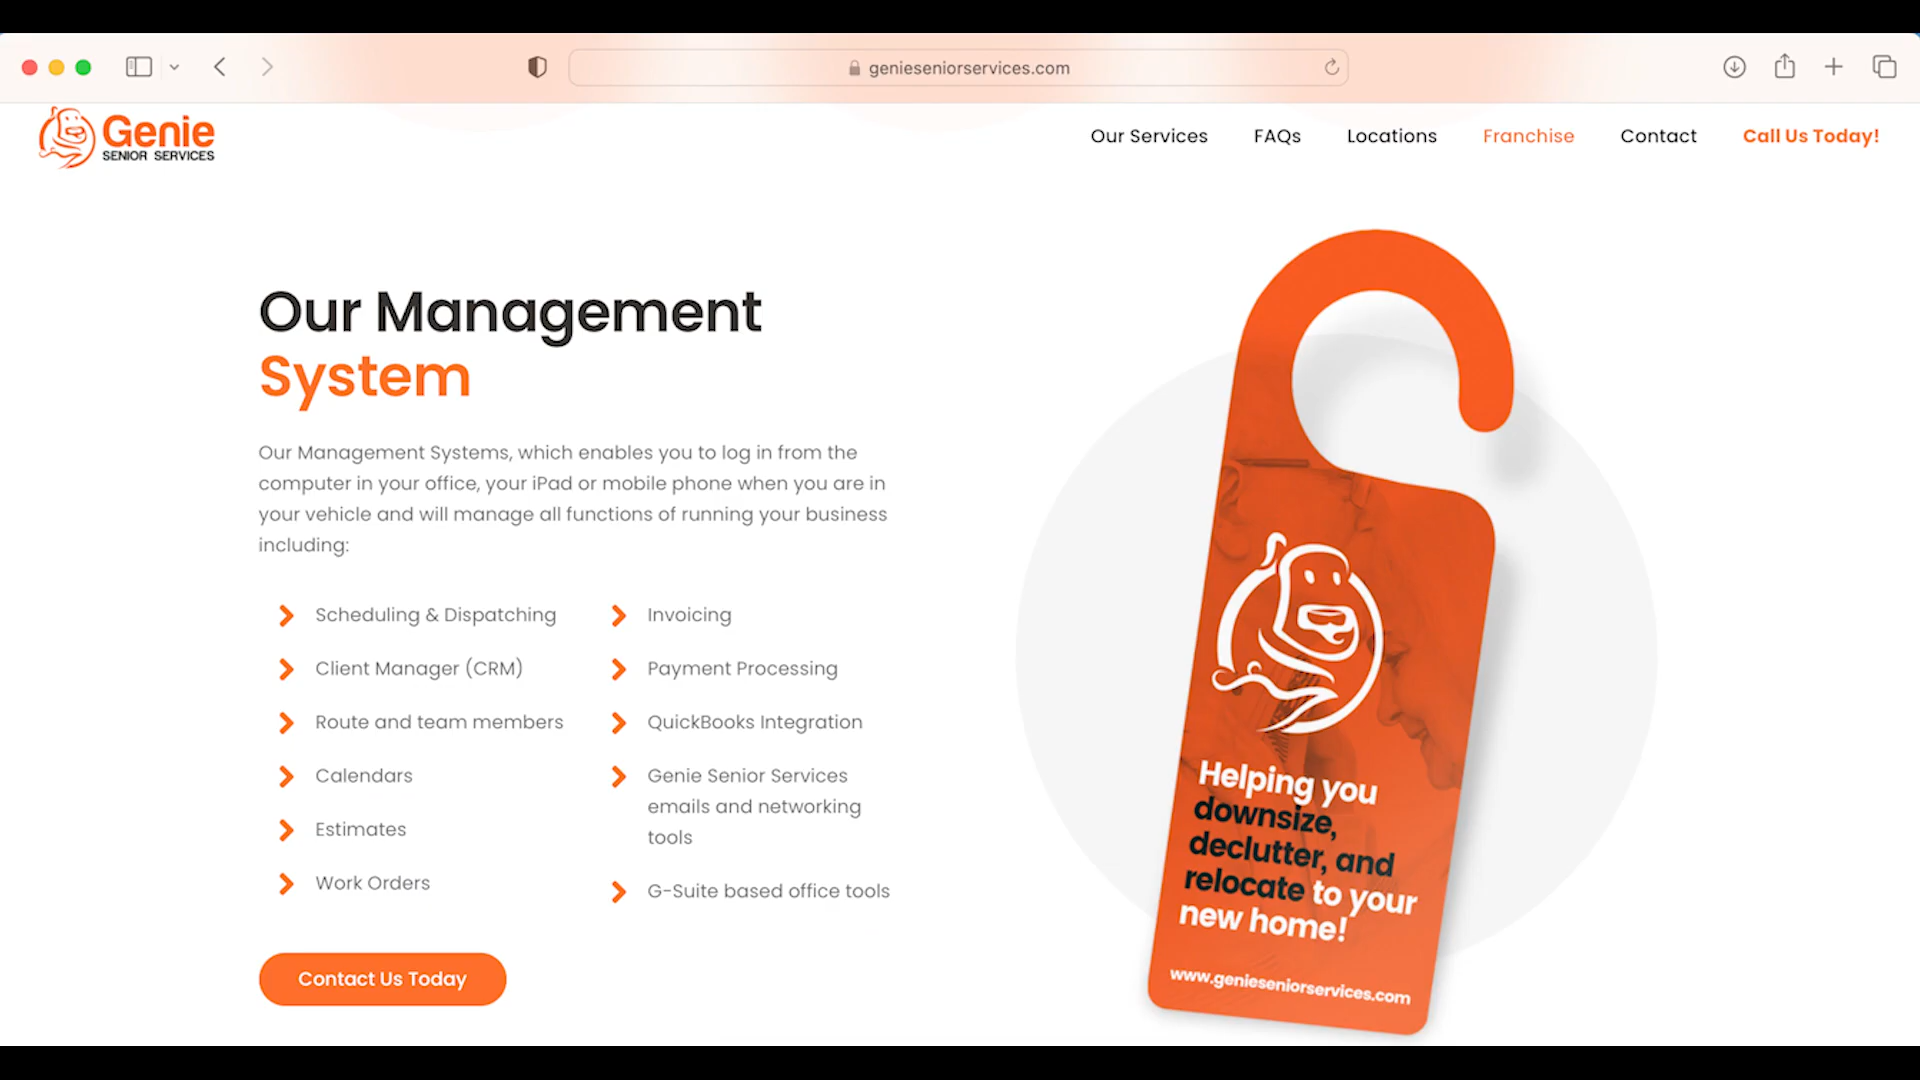 genieseniorservices.com
Genie
SENIOR SERVICES
Our Services
FAQs
Locations
Franchise
Contact
Call Us Today!
Our Management
System
Our Management Systems, which enables you to log in from the
computer in your office, your iPad or mobile phone when you are in
your vehicle and will manage all functions of running your business
including:
Scheduling & Dispatching
Client Manager (CRM)
Route and team members
Calendars
Estimates
Work Orders
Invoicing
Payment Processing
QuickBooks Integration
Genie Senior Services
emails and networking
tools
G-Suite based office tools
Contact Us Today
Helping you
downsize,
declutter, and
relocate to your
new home!
www.genieseniorservices.com